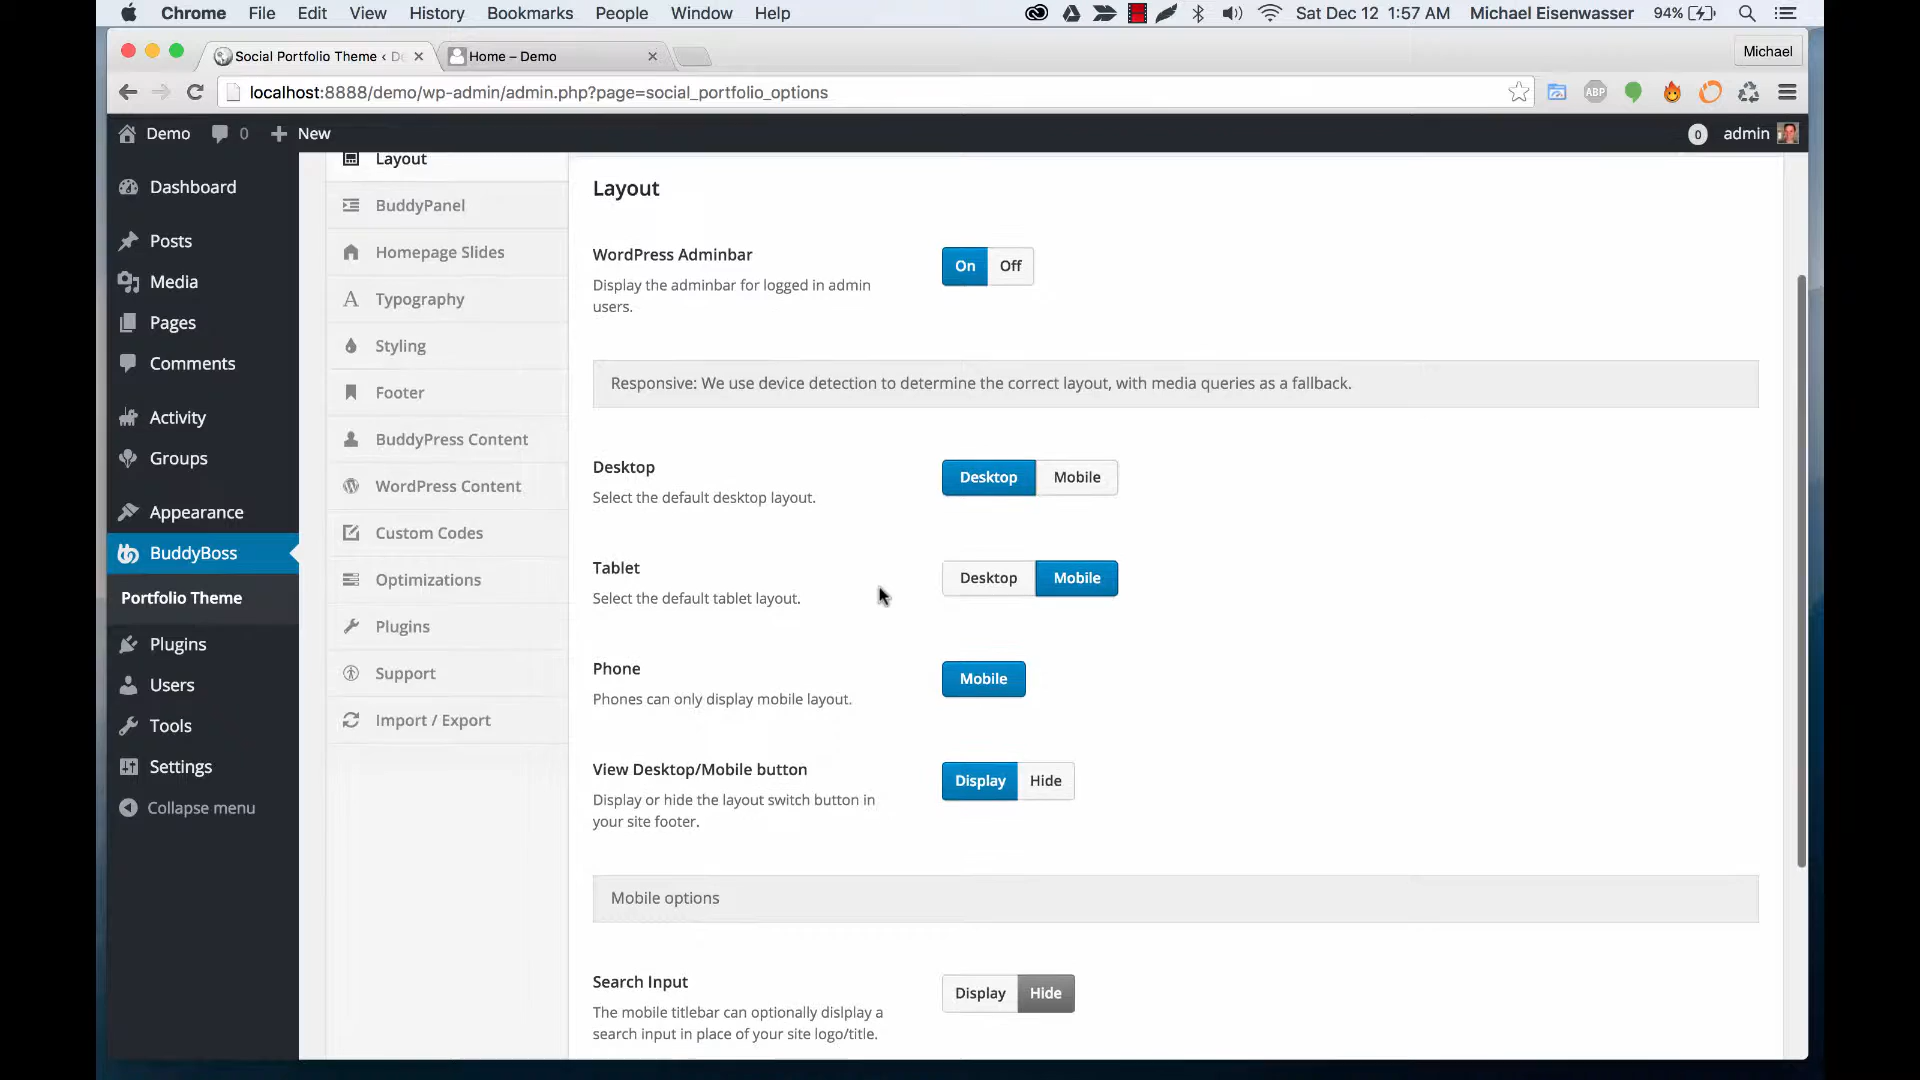 Chrome File Edit View History Bookmarks People Window Help Sat Dec 12 1:57 AM Michael Eisenwasser 94%
Social Portfolio Theme ‹ De Home – Demo Michael
localhost:8888/demo/wp-admin/admin.php?page=social_portfolio_options ABP
Demo 0 New 0 admin
Dashboard
Posts
Media
Pages
Comments
Activity
Groups
Appearance
BuddyBoss
Portfolio Theme
Plugins
Users
Tools
Settings
Collapse menu
Layout
BuddyPanel
Homepage Slides
Typography
Styling
Footer
BuddyPress Content
WordPress Content
Custom Codes
Optimizations
Plugins
Support
Import / Export
Layout
WordPress Adminbar
Display the adminbar for logged in admin
users.
On Off
Responsive: We use device detection to determine the correct layout, with media queries as a fallback.
Desktop
Select the default desktop layout.
Desktop Mobile
Tablet
Select the default tablet layout.
Desktop Mobile
Phone
Phones can only display mobile layout.
Mobile
View Desktop/Mobile button
Display or hide the layout switch button in
your site footer.
Display Hide
Mobile options
Search Input
The mobile titlebar can optionally dislplay a
search input in place of your site logo/title.
Display Hide